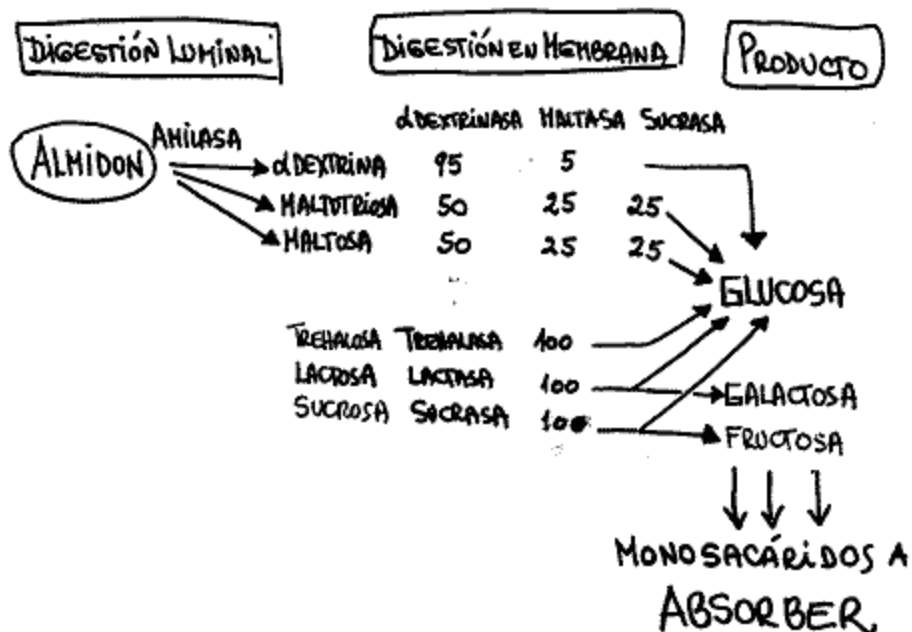 DIGESTIÓN LUMINAL DIGESTIÓN EN MEMBRANA PRODUCTO
αDEXTRINASA MALTASA SUCRASA
ALMIDON AMILASA
αDEXTRINA 95 5
MALTOTRIOSA 50 25 25
MALTOSA 50 25 25
GLUCOSA
TREHALOSA TREHALASA 100
LACTOSA LACTASA 100 GALACTOSA
SUCROSA SUCRASA 100 FRUCTOSA
MONOSACÁRIDOS A
ABSORBER